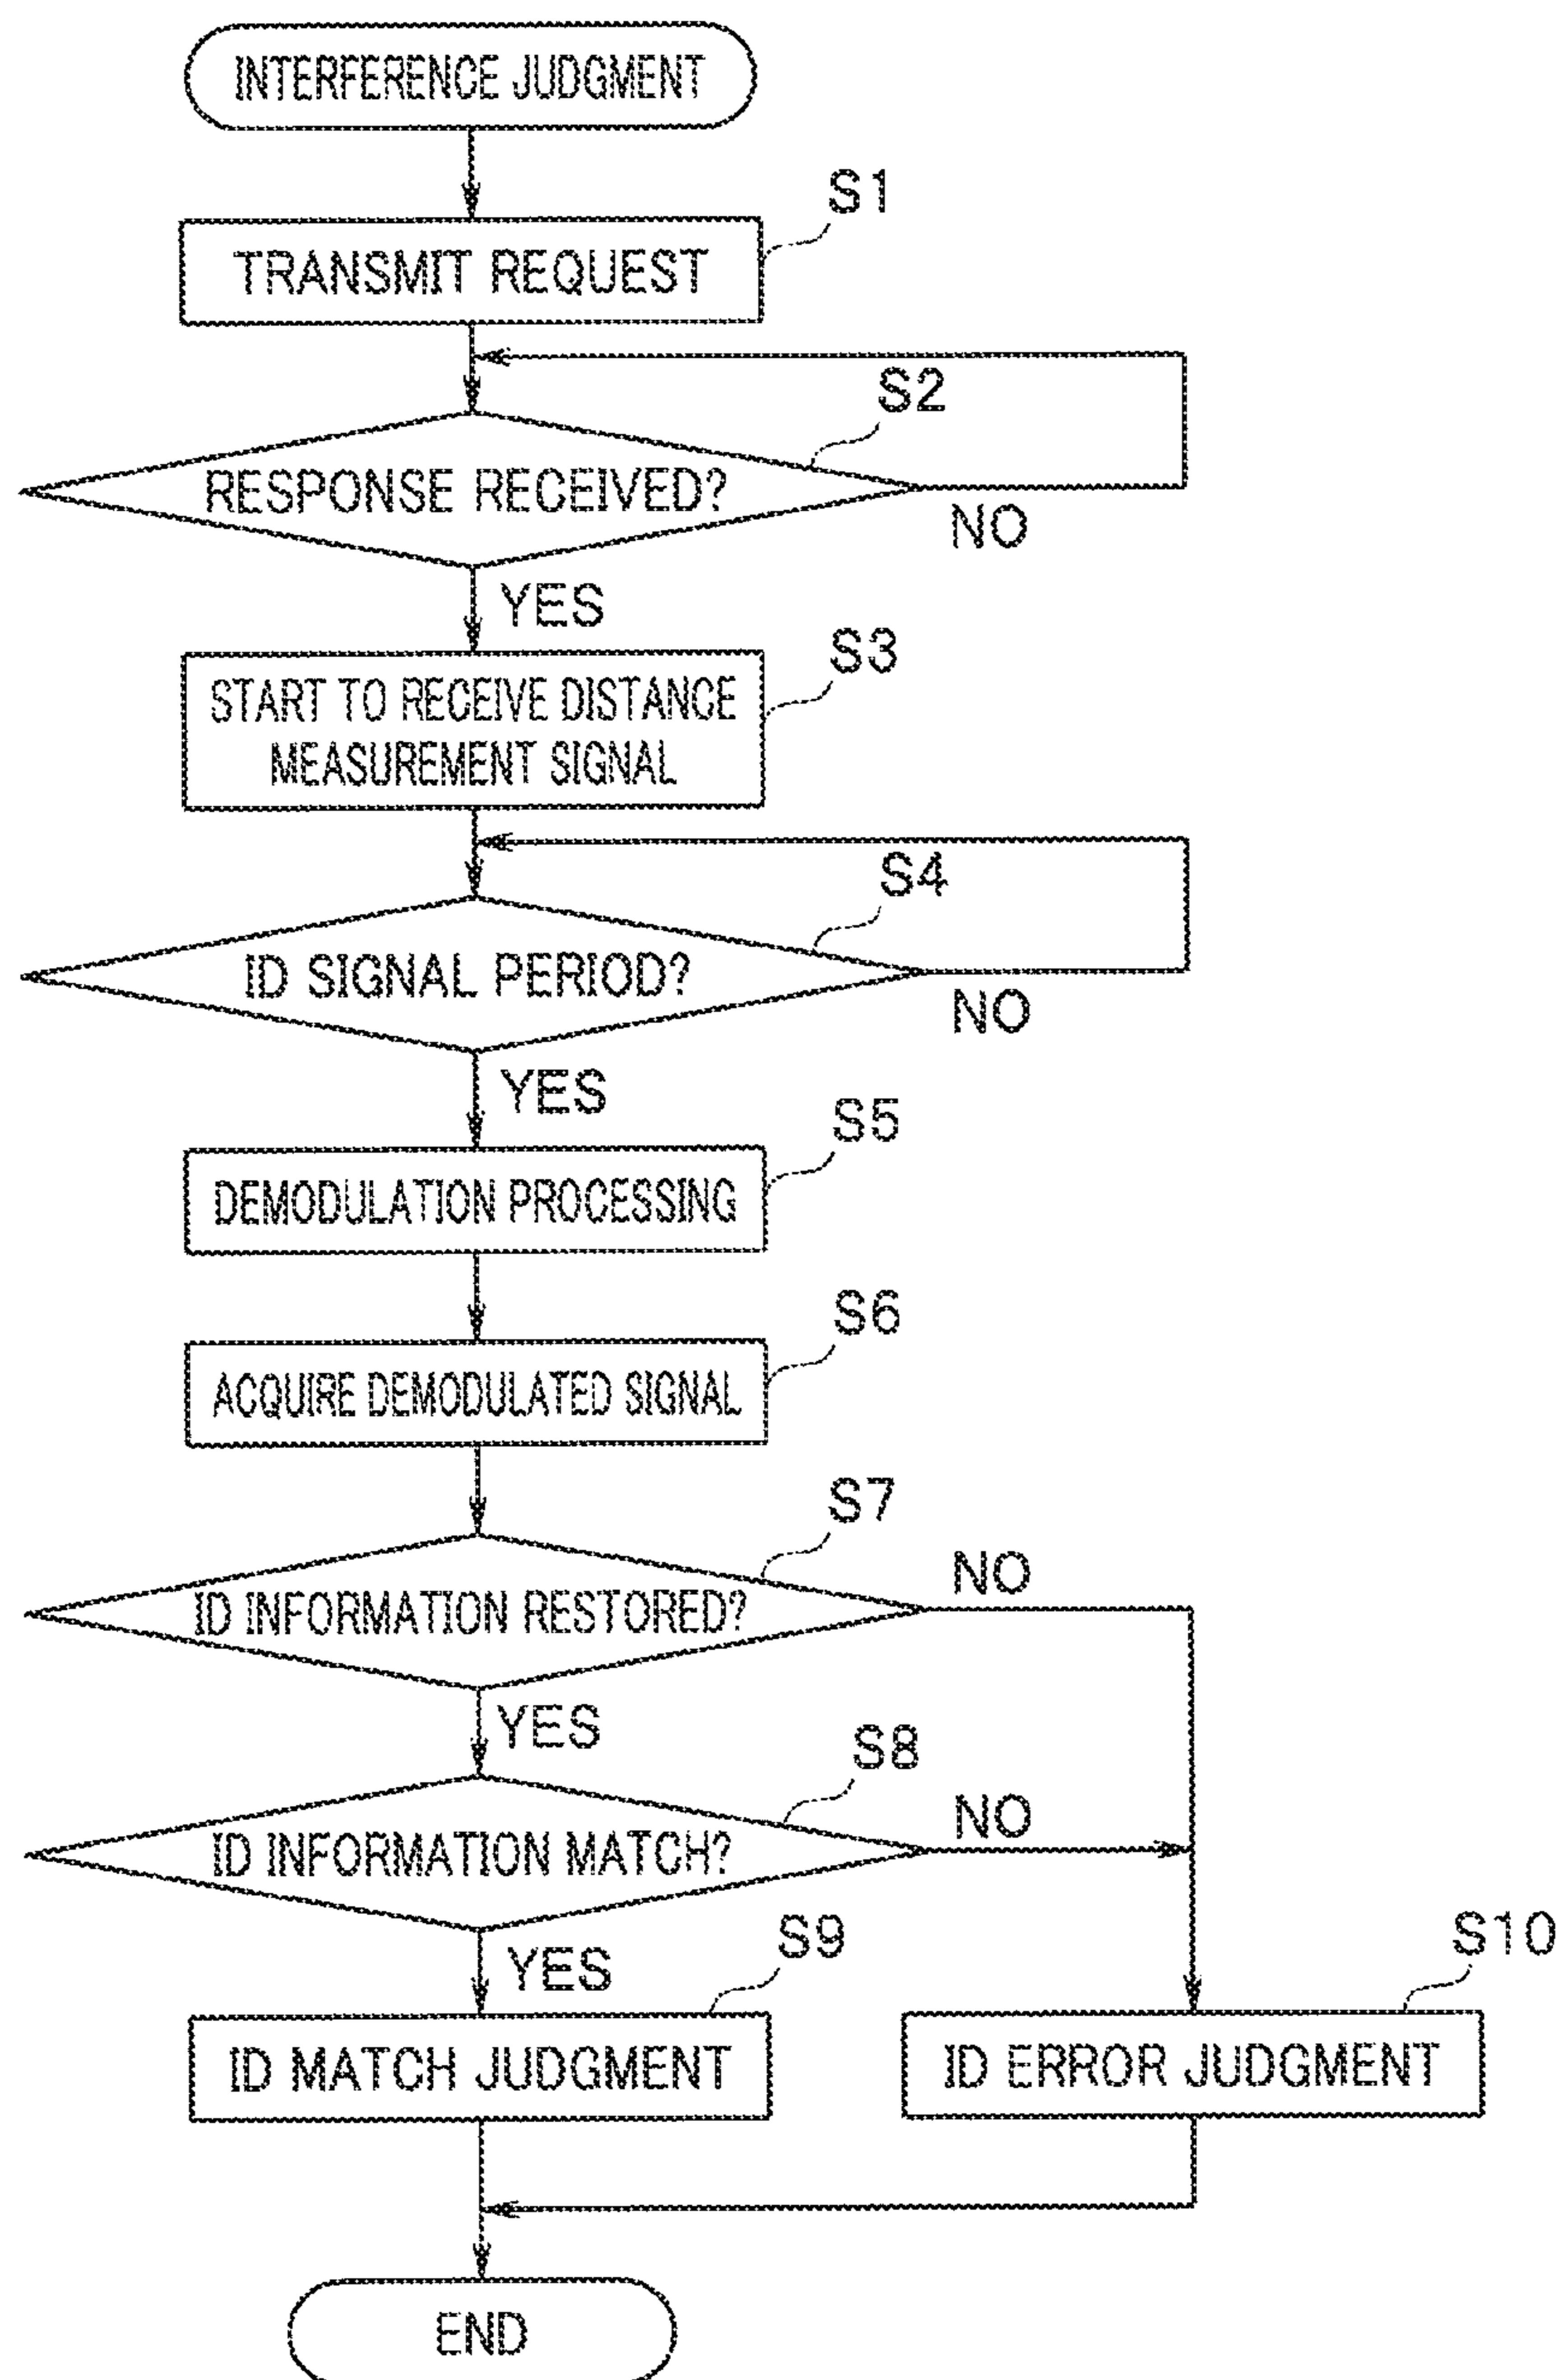 INTERFERENCE JUDGMENT
S1
TRANSMIT REQUEST
S2
RESPONSE RECEIVED?
NO
YES
S3
START TO RECEIVE DISTANCE
MEASUREMENT SIGNAL
S4
ID SIGNAL PERIOD?
NO
YES
S5
DEMODULATION PROCESSING
S6
ACQUIRE DEMODULATED SIGNAL
S7
NO
ID INFORMATION RESTORED?
YES
S8
NO
ID INFORMATION MATCH?
YES
S9
S10
ID MATCH JUDGMENT
ID ERROR JUDGMENT
END